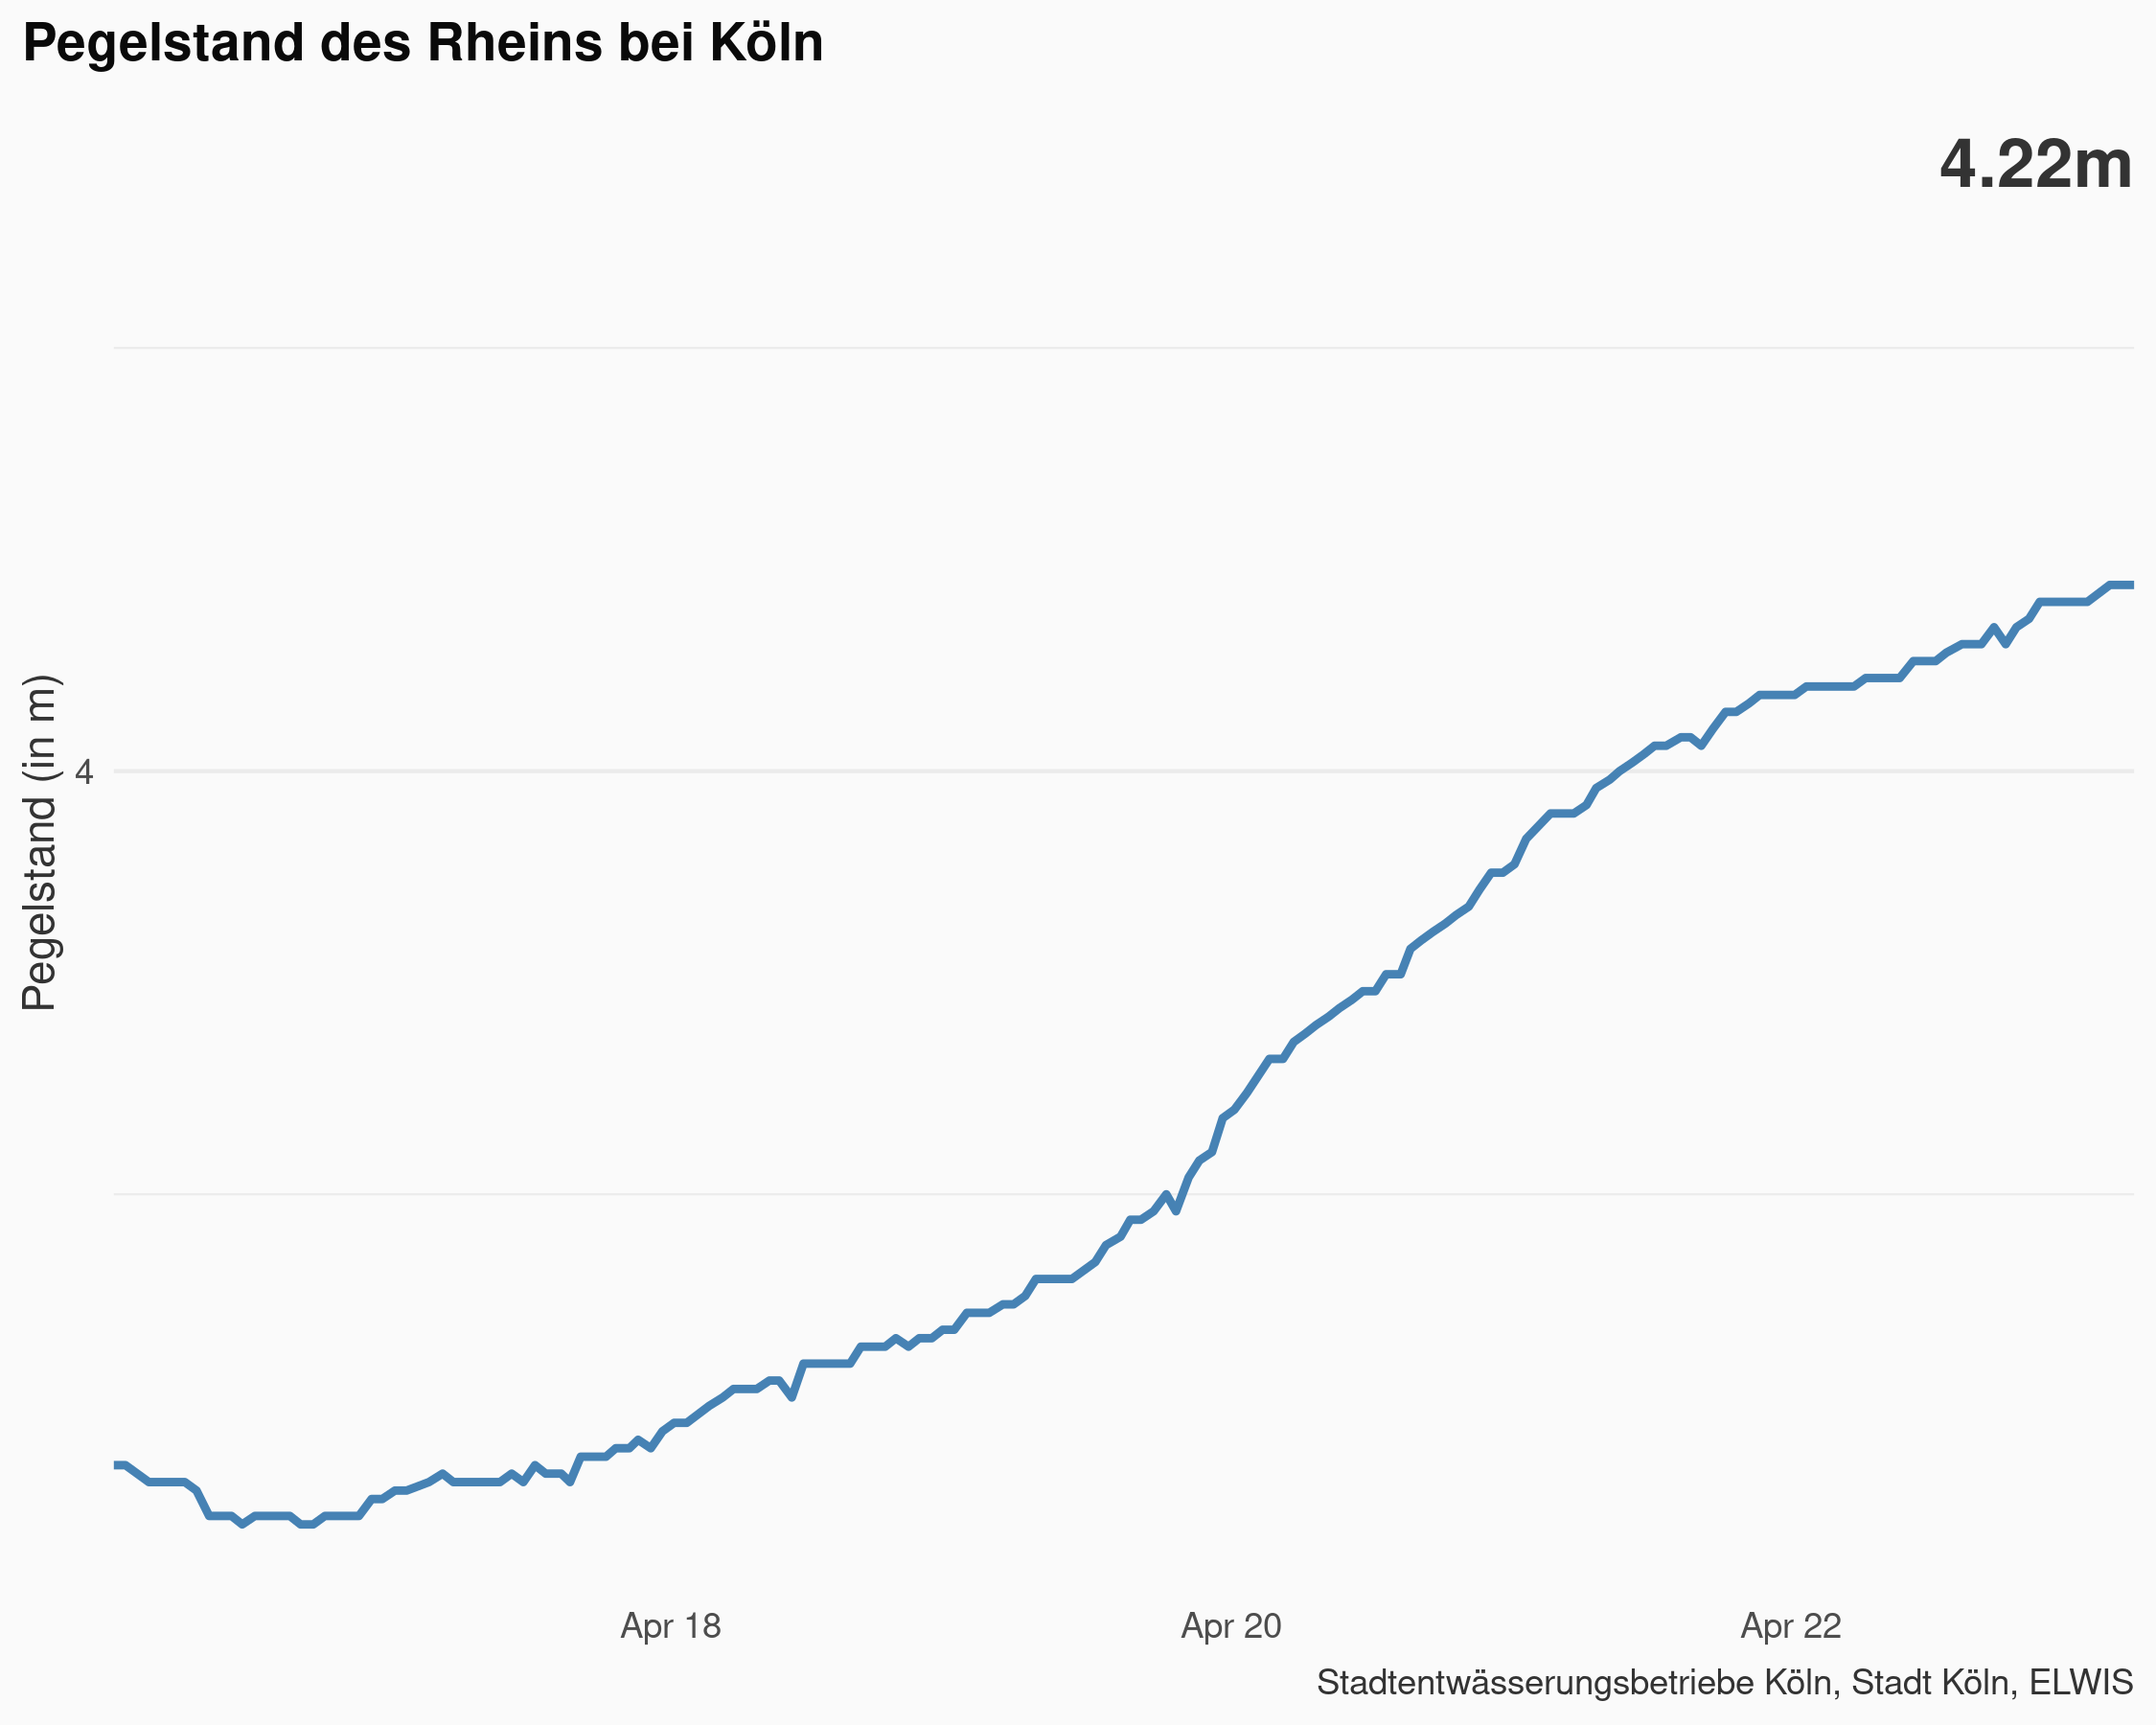 Pegelstand des Rheins bei Köln
4.22m
Pegelstand (in m)
4
Apr 18
Apr 20
Apr 22
Stadtentwässerungsbetriebe Köln, Stadt Köln, ELWIS